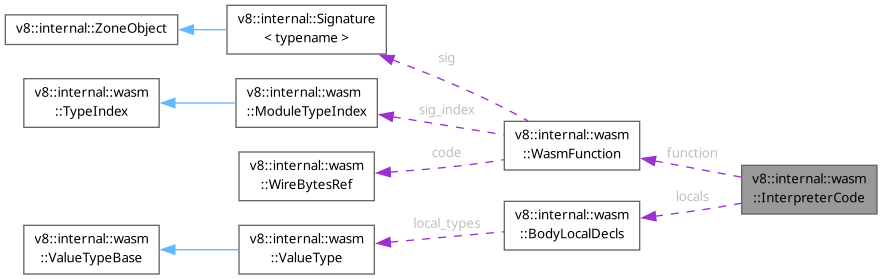 v8::internal::ZoneObject
v8::internal::Signature
< typename >
sig
v8::internal::wasm
::TypeIndex
v8::internal::wasm
::ModuleTypeIndex
sig_index
v8::internal::wasm
::WasmFunction
code
v8::internal::wasm
::WireBytesRef
function
v8::internal::wasm
::InterpreterCode
locals
v8::internal::wasm
::BodyLocalDecls
local_types
v8::internal::wasm
::ValueTypeBase
v8::internal::wasm
::ValueType